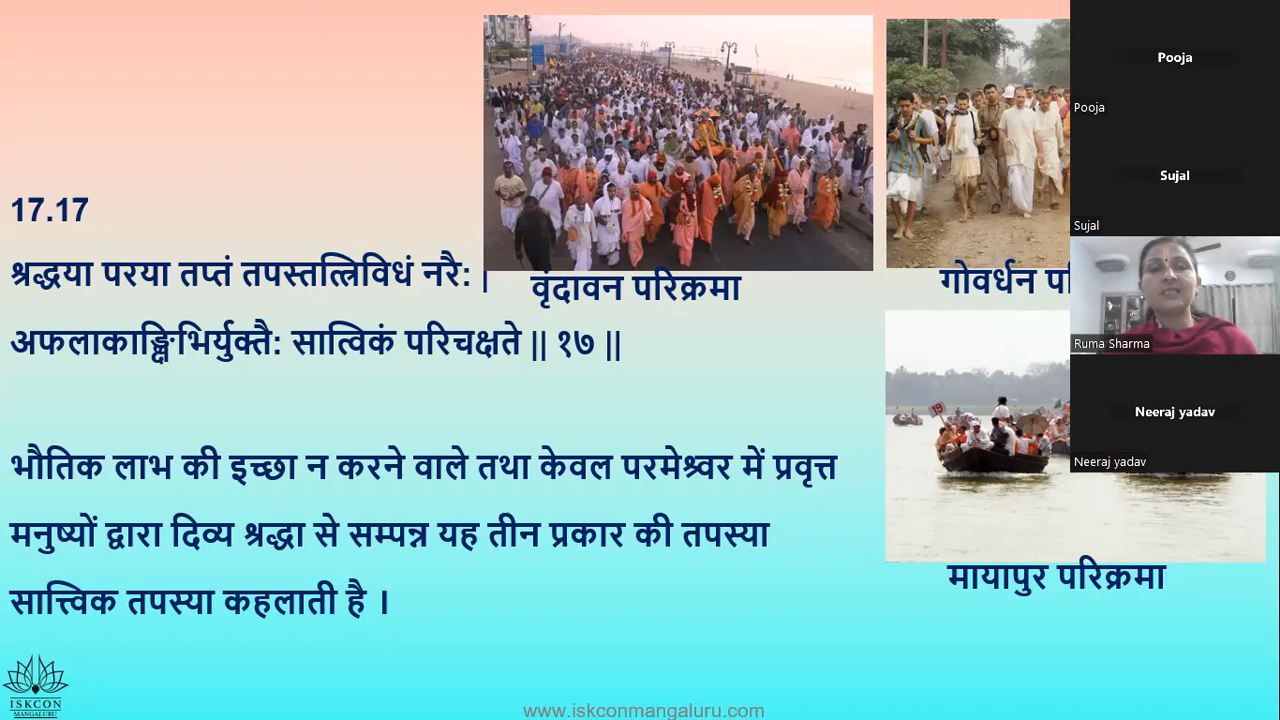 17.17
श्रद्धया परया तप्तं तपस्तत्त्रिविधं नरै: |
अफलाकाङ्क्षिभिर्युक्तै: सात्विकं परिचक्षते || १७ ||
भौतिक लाभ की इच्छा न करने वाले तथा केवल परमेश्र्वर में प्रवृत्त
मनुष्यों द्वारा दिव्य श्रद्धा से सम्पन्न यह तीन प्रकार की तपस्या
सात्त्विक तपस्या कहलाती है ।
वृंदावन परिक्रमा
गोवर्धन
19
मायापुर परिक्रमा
Pooja
Pooja
Sujal
Sujal
Ruma Sharma
Neeraj yadav
Neeraj yadav
ISKCON
MANGALURU
www.iskconmangaluru.com